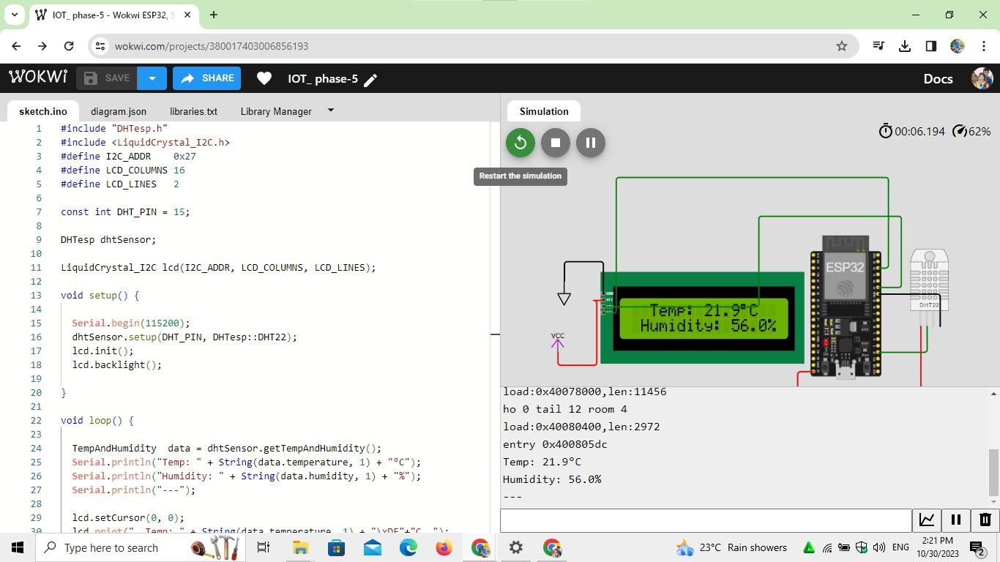 IOT_ phase-5 - Wokwi ESP32, S
wokwi.com/projects/380017403006856193
WOKWI
SAVE
SHARE
IOT_ phase-5
Docs
sketch.ino
diagram.json
libraries.txt
Library Manager
1 #include "DHTesp.h"
2 #include <LiquidCrystal_I2C.h>
3 #define I2C_ADDR    0x27
4 #define LCD_COLUMNS 16
5 #define LCD_LINES   2
6
7 const int DHT_PIN = 15;
8
9 DHTesp dhtSensor;
10
11 LiquidCrystal_I2C lcd(I2C_ADDR, LCD_COLUMNS, LCD_LINES);
12
13 void setup() {
14
15   Serial.begin(115200);
16   dhtSensor.setup(DHT_PIN, DHTesp::DHT22);
17   lcd.init();
18   lcd.backlight();
19
20 }
21
22 void loop() {
23
24   TempAndHumidity  data = dhtSensor.getTempAndHumidity();
25   Serial.println("Temp: " + String(data.temperature, 1) + "°C");
26   Serial.println("Humidity: " + String(data.humidity, 1) + "%");
27   Serial.println("---");
28
29   lcd.setCursor(0, 0);
30   lcd.print("  Temp: " + String(data.temperature, 1) + "\xDF"+"C  ");
Simulation
00:06.194
62%
Restart the simulation
GND
VCC
Temp: 21.9°C
Humidity: 56.0%
VCC
ESP32
DHT22
load:0x40078000,len:11456
ho 0 tail 12 room 4
load:0x40080400,len:2972
entry 0x400805dc
Temp: 21.9°C
Humidity: 56.0%
---
Type here to search
23°C Rain showers
ENG
2:21 PM
10/30/2023
2